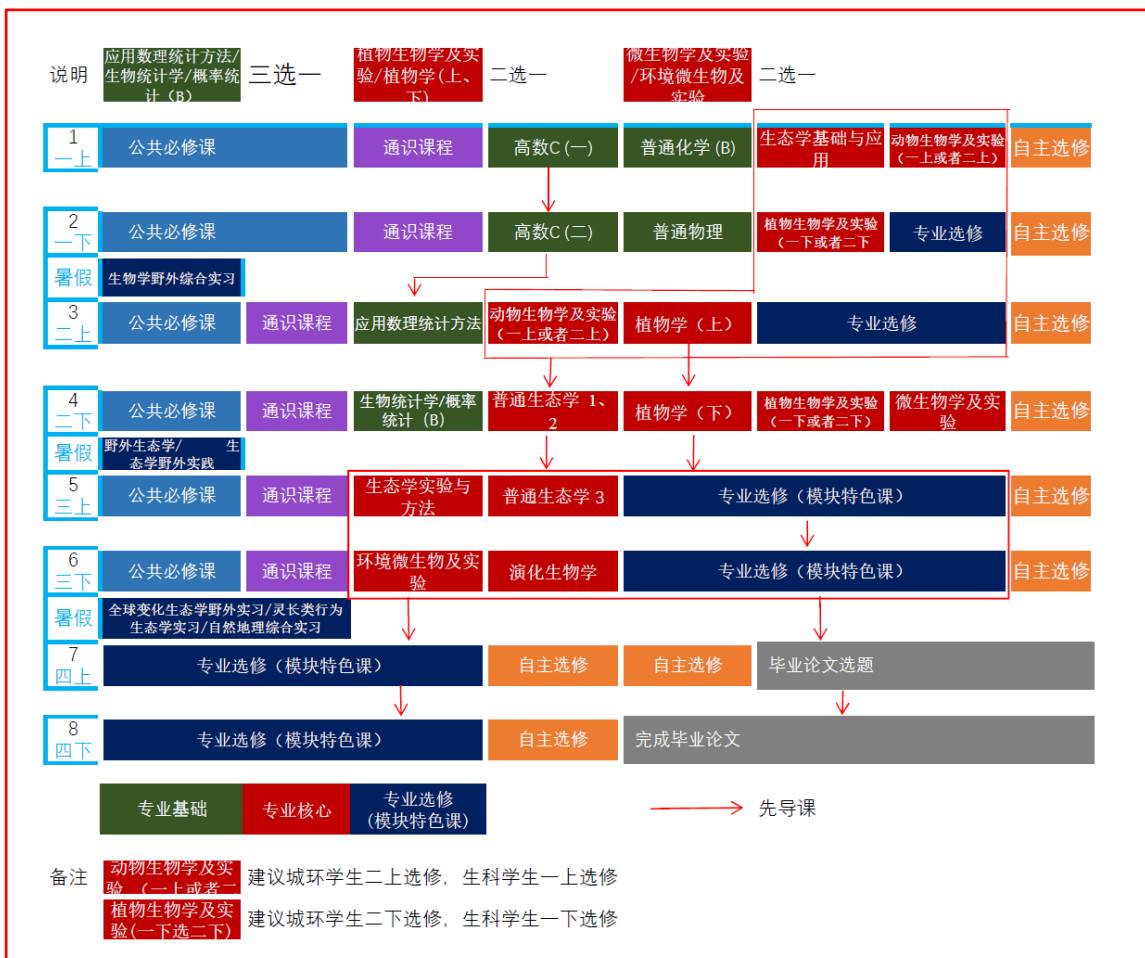 说明
应用数理统计方法/
生物统计学/概率统
计（B）
三选一
植物生物学及实
验/植物学(上、
下)
二选一
微生物学及实验
/环境微生物及
实验
二选一
1
一上
公共必修课
通识课程
高数C (一)
普通化学 (B)
生态学基础与应
用
动物生物学及实验
（一上或者二上）
自主选修
2
一下
公共必修课
通识课程
高数C (二)
普通物理
植物生物学及实验
（一下或者二下
专业选修
自主选修
暑假
生物学野外综合实习
3
二上
公共必修课
通识课程
应用数理统计方法
动物生物学及实验
（一上或者二上）
植物学（上）
专业选修
自主选修
4
二下
公共必修课
通识课程
生物统计学/概率
统计（B）
普通生态学 1、
2
植物学（下）
植物生物学及实验
（一下或者二下）
微生物学及实
验
自主选修
暑假
野外生态学/ 生
态学野外实践
5
三上
公共必修课
通识课程
生态学实验与
方法
普通生态学 3
专业选修（模块特色课）
自主选修
6
三下
公共必修课
通识课程
环境微生物及实
验
演化生物学
专业选修（模块特色课）
自主选修
暑假
全球变化生态学野外实习/灵长类行为
生态学实习/自然地理综合实习
7
四上
专业选修（模块特色课）
自主选修
自主选修
毕业论文选题
8
四下
专业选修（模块特色课）
自主选修
完成毕业论文
专业基础
专业核心
专业选修
(模块特色课)
先导课
备注
动物生物学及实
验 （一上或者二
建议城环学生二上选修，生科学生一上选修
植物生物学及实
验(一下选二下)
建议城环学生二下选修，生科学生一下选修